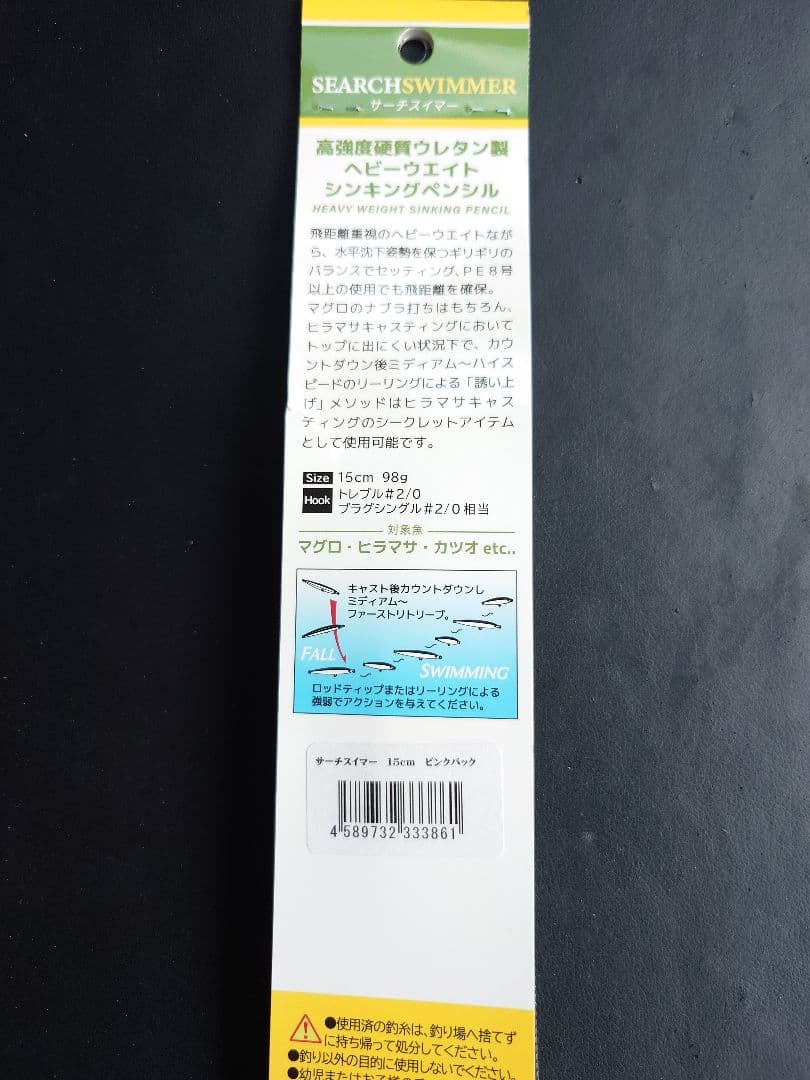 SEARCHSWIMMER
サーチスイマー
高強度硬質ウレタン製
ヘビーウエイト
シンキングペンシル
HEAVY WEIGHT SINKING PENCIL
飛距離重視のヘビーウエイトなが
ら、水平沈下姿勢を保つギリギリの
バランスでセッティング、PE8号
以上の使用でも飛距離を確保。
マグロのナブラ打ちはもちろん、
ヒラマサキャスティングにおいて
トップに出にくい状況下で、カウ
ントダウン後ミディアム〜ハイス
ピードのリーリングによる「誘い上
げ」メソッドはヒラマサキャス
ティングのシークレットアイテム
として使用可能です。
Size 15cm 98g
Hook トレブル#2/0
プラグシングル#2/0 相当
対象魚
マグロ・ヒラマサ・カツオ etc..
キャスト後カウントダウンし
ミディアム〜
ファーストリトリーブ。
FALL
SWIMMING
ロッドティップまたはリーリングによる
強弱でアクションを与えてください。
サーチスイマー 15cm ピンクバック
4 589732 333861
●使用済の釣糸は、釣り場へ捨てず
に持ち帰って処分してください。
●釣り以外の目的に使用しないでください。
●幼児またはお子様の